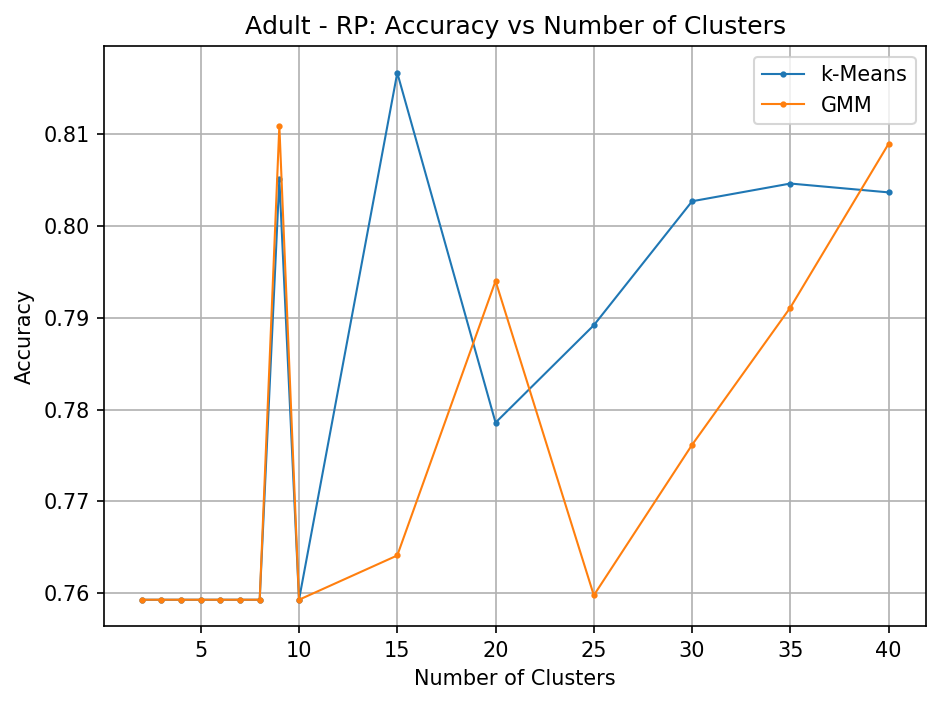 Adult - RP: Accuracy vs Number of Clusters
k-Means
GMM
Accuracy
0.81
0.80
0.79
0.78
0.77
0.76
5 10 15 20 25 30 35 40
Number of Clusters